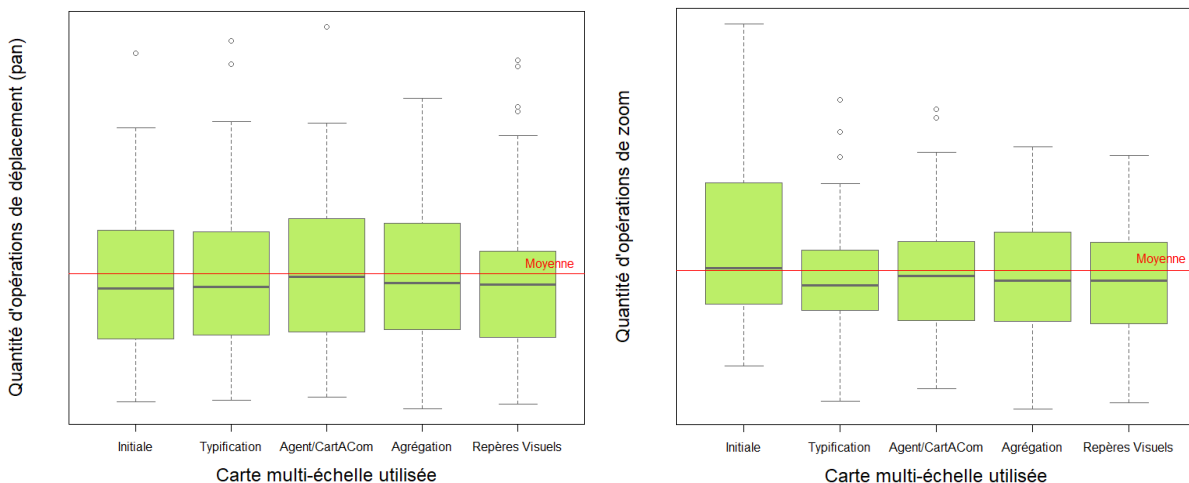 Quantité d'opérations de déplacement (pan)
Moyenne
Initiale Typification Agent/CartACom Agrégation Repères Visuels
Carte multi-échelle utilisée
Quantité d'opérations de zoom
Moyenne
Initiale Typification Agent/CartACom Agrégation Repères Visuels
Carte multi-échelle utilisée